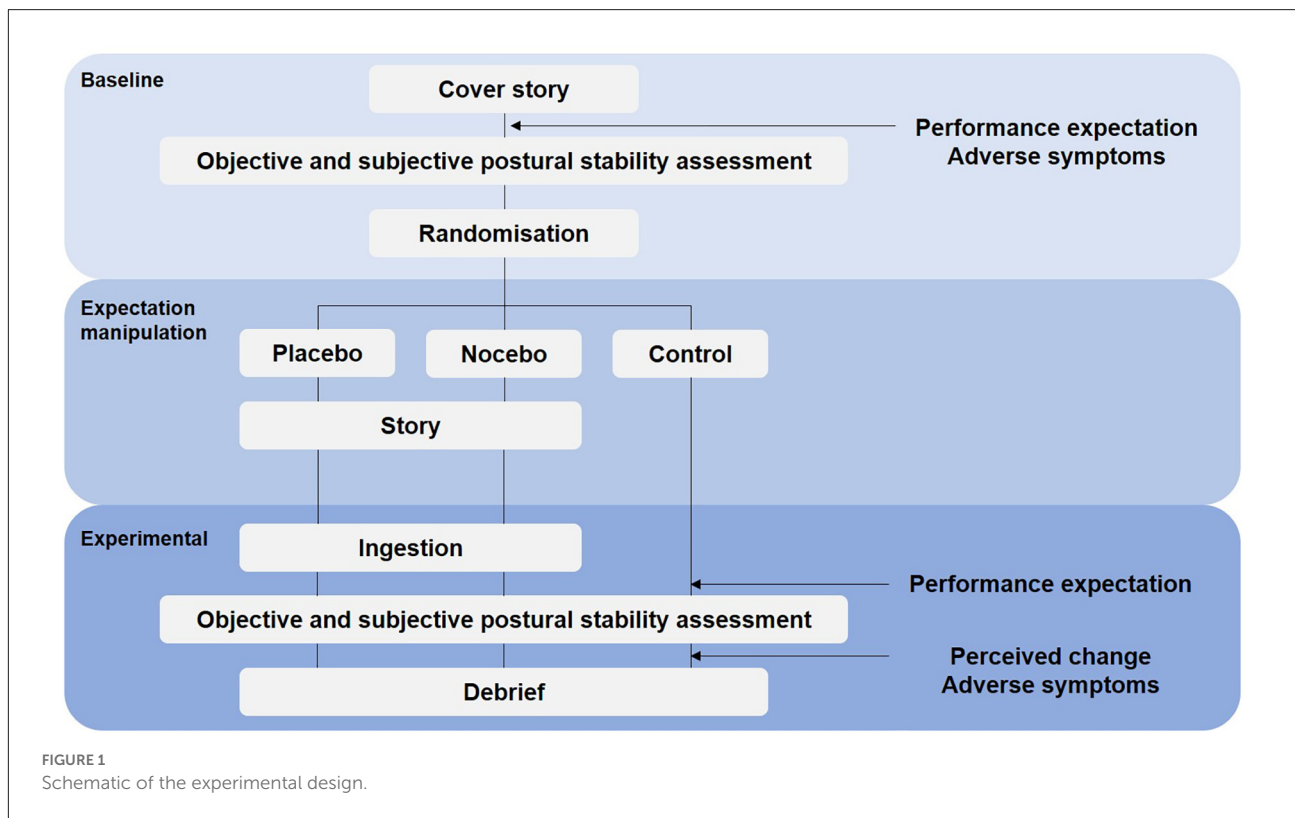 Baseline
Cover story
Performance expectation
Adverse symptoms
Objective and subjective postural stability assessment
Randomisation
Expectation
manipulation
Placebo
Nocebo
Control
Story
Experimental
Ingestion
Performance expectation
Objective and subjective postural stability assessment
Perceived change
Adverse symptoms
Debrief
FIGURE 1
Schematic of the experimental design.